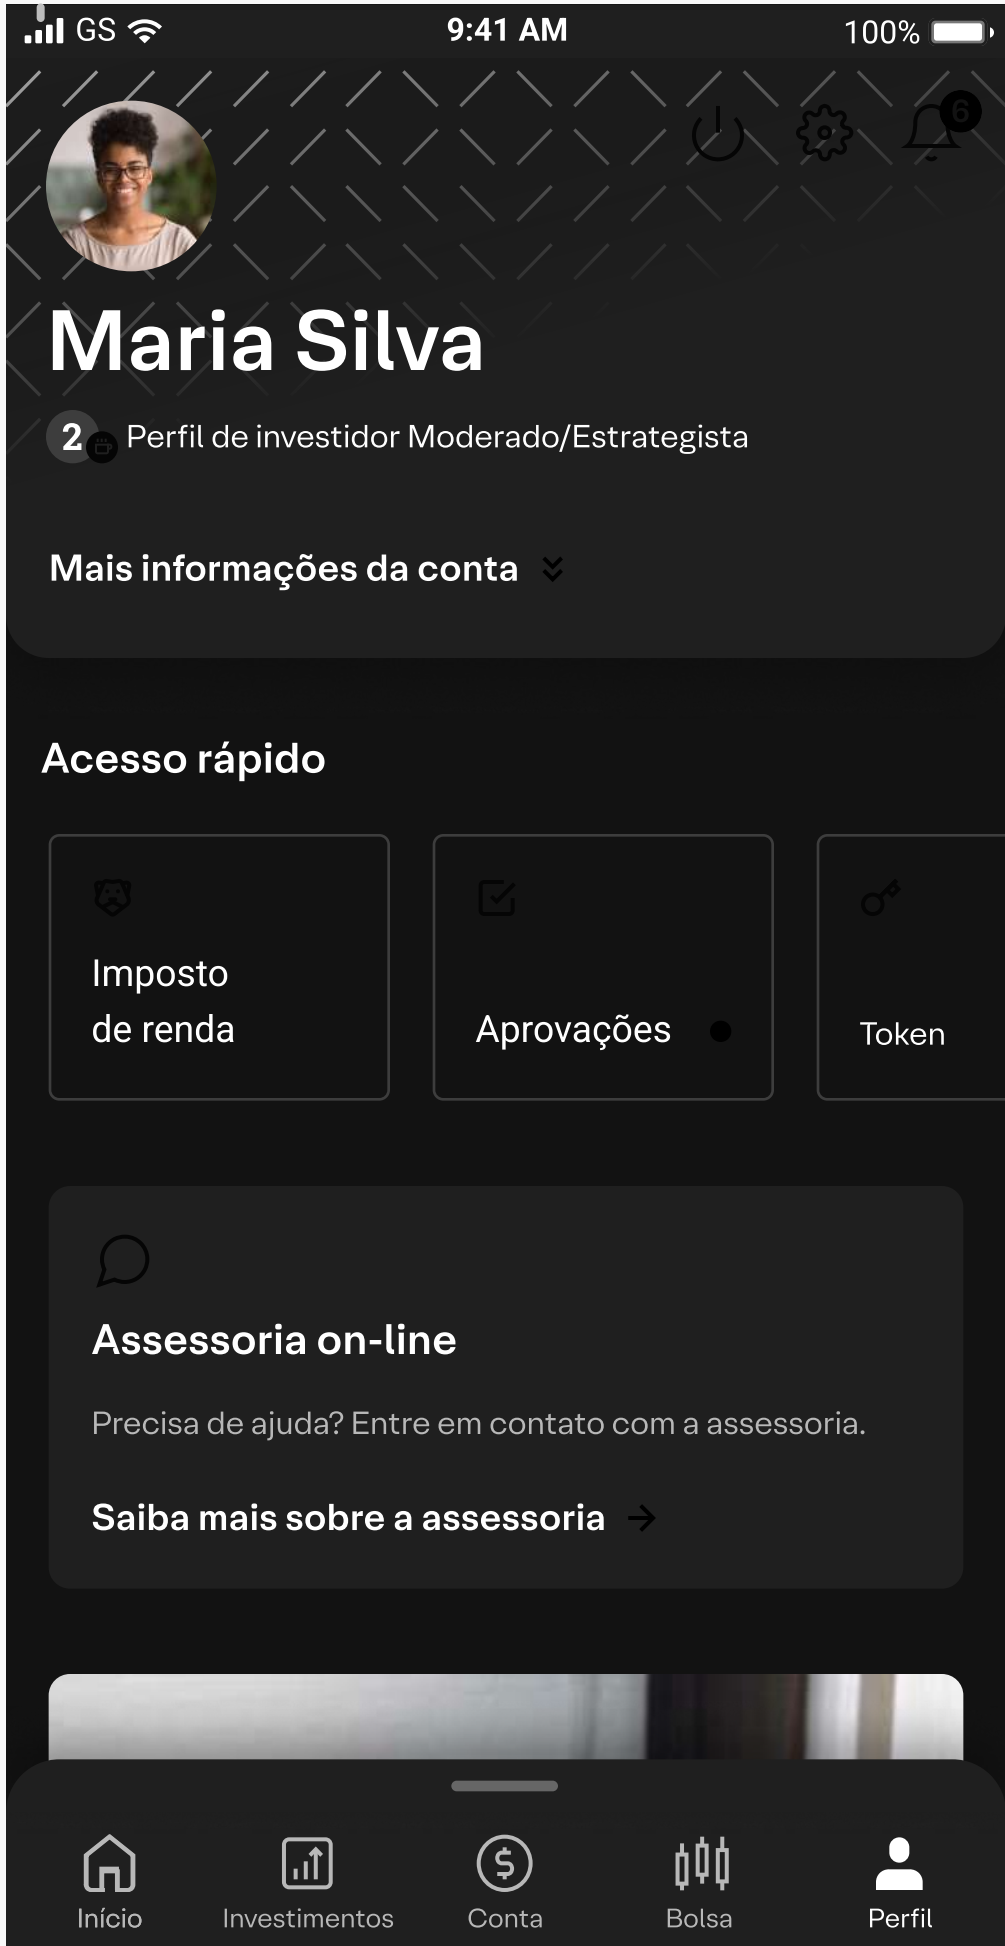 GS
9:41 AM
100%
6
Maria Silva
2
Perfil de investidor Moderado/Estrategista
Mais informações da conta
Acesso rápido
Imposto
de renda
Aprovações
Token
Assessoria on-line
Precisa de ajuda? Entre em contato com a assessoria.
Saiba mais sobre a assessoria
Início
Investimentos
Conta
Bolsa
Perfil